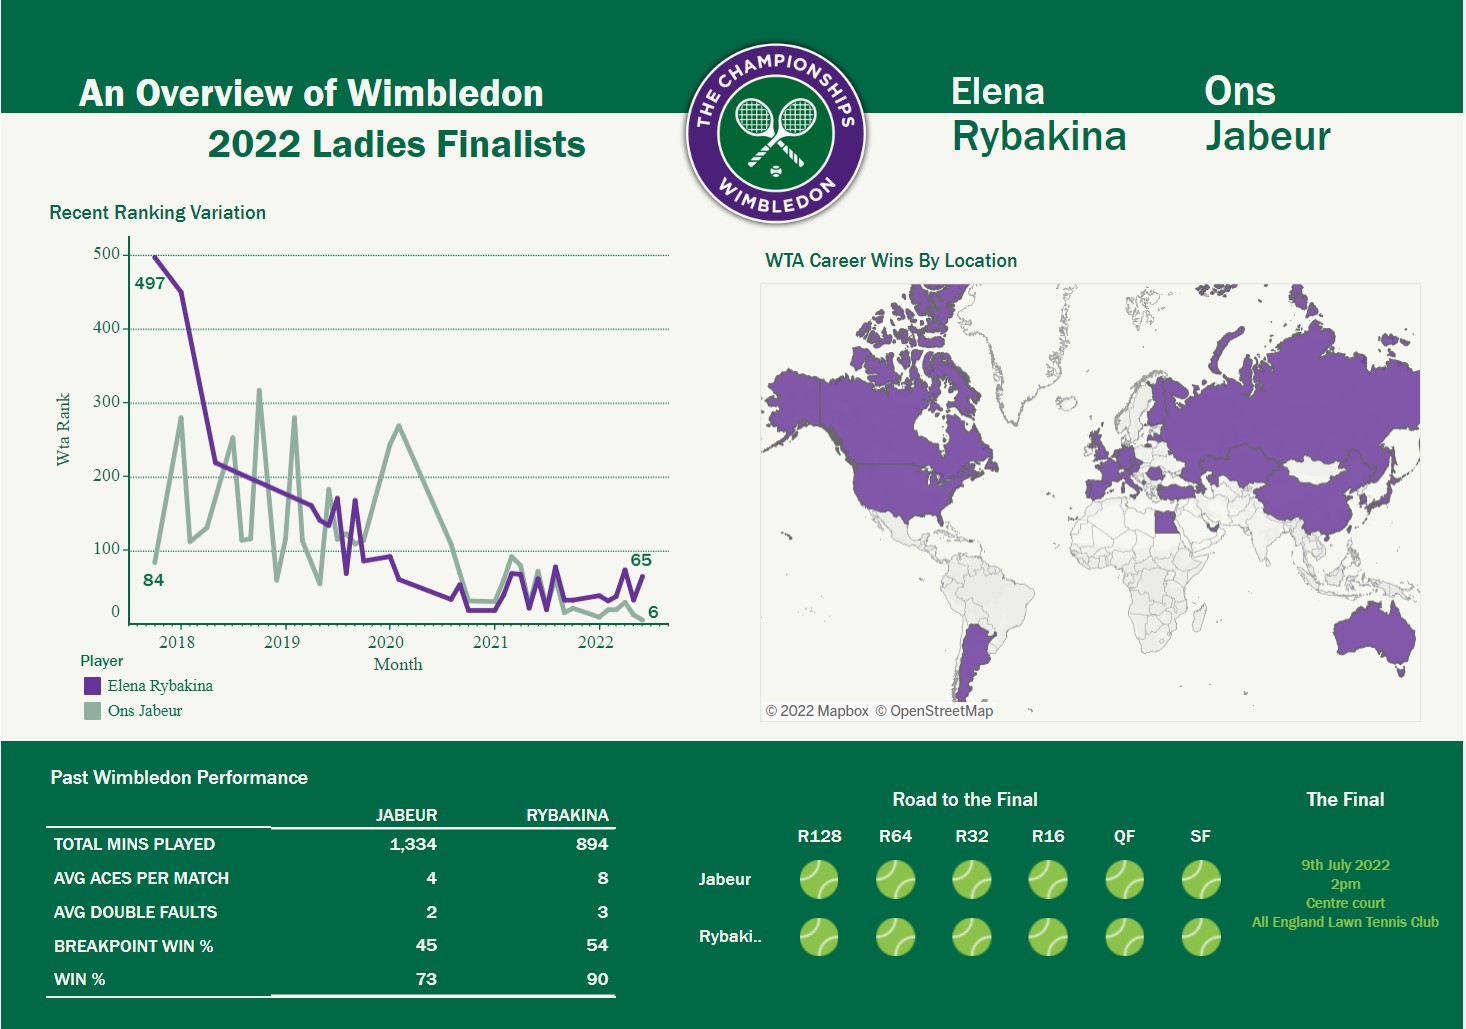 An Overview of Wimbledon
2022 Ladies Finalists
THE CHAMPIONSHIPS
WIMBLEDON
Elena
Rybakina
Ons
Jabeur
Recent Ranking Variation
500
400
300
200
100
0
Wta Rank
497
84
65
6
2018 2019 2020 2021 2022
Month
Player
Elena Rybakina
Ons Jabeur
WTA Career Wins By Location
© 2022 Mapbox © OpenStreetMap
Past Wimbledon Performance
JABEUR RYBAKINA
TOTAL MINS PLAYED 1,334 894
AVG ACES PER MATCH 4 8
AVG DOUBLE FAULTS 2 3
BREAKPOINT WIN % 45 54
WIN % 73 90
Road to the Final
R128 R64 R32 R16 QF SF
Jabeur
Rybaki..
The Final
9th July 2022
2pm
Centre court
All England Lawn Tennis Club